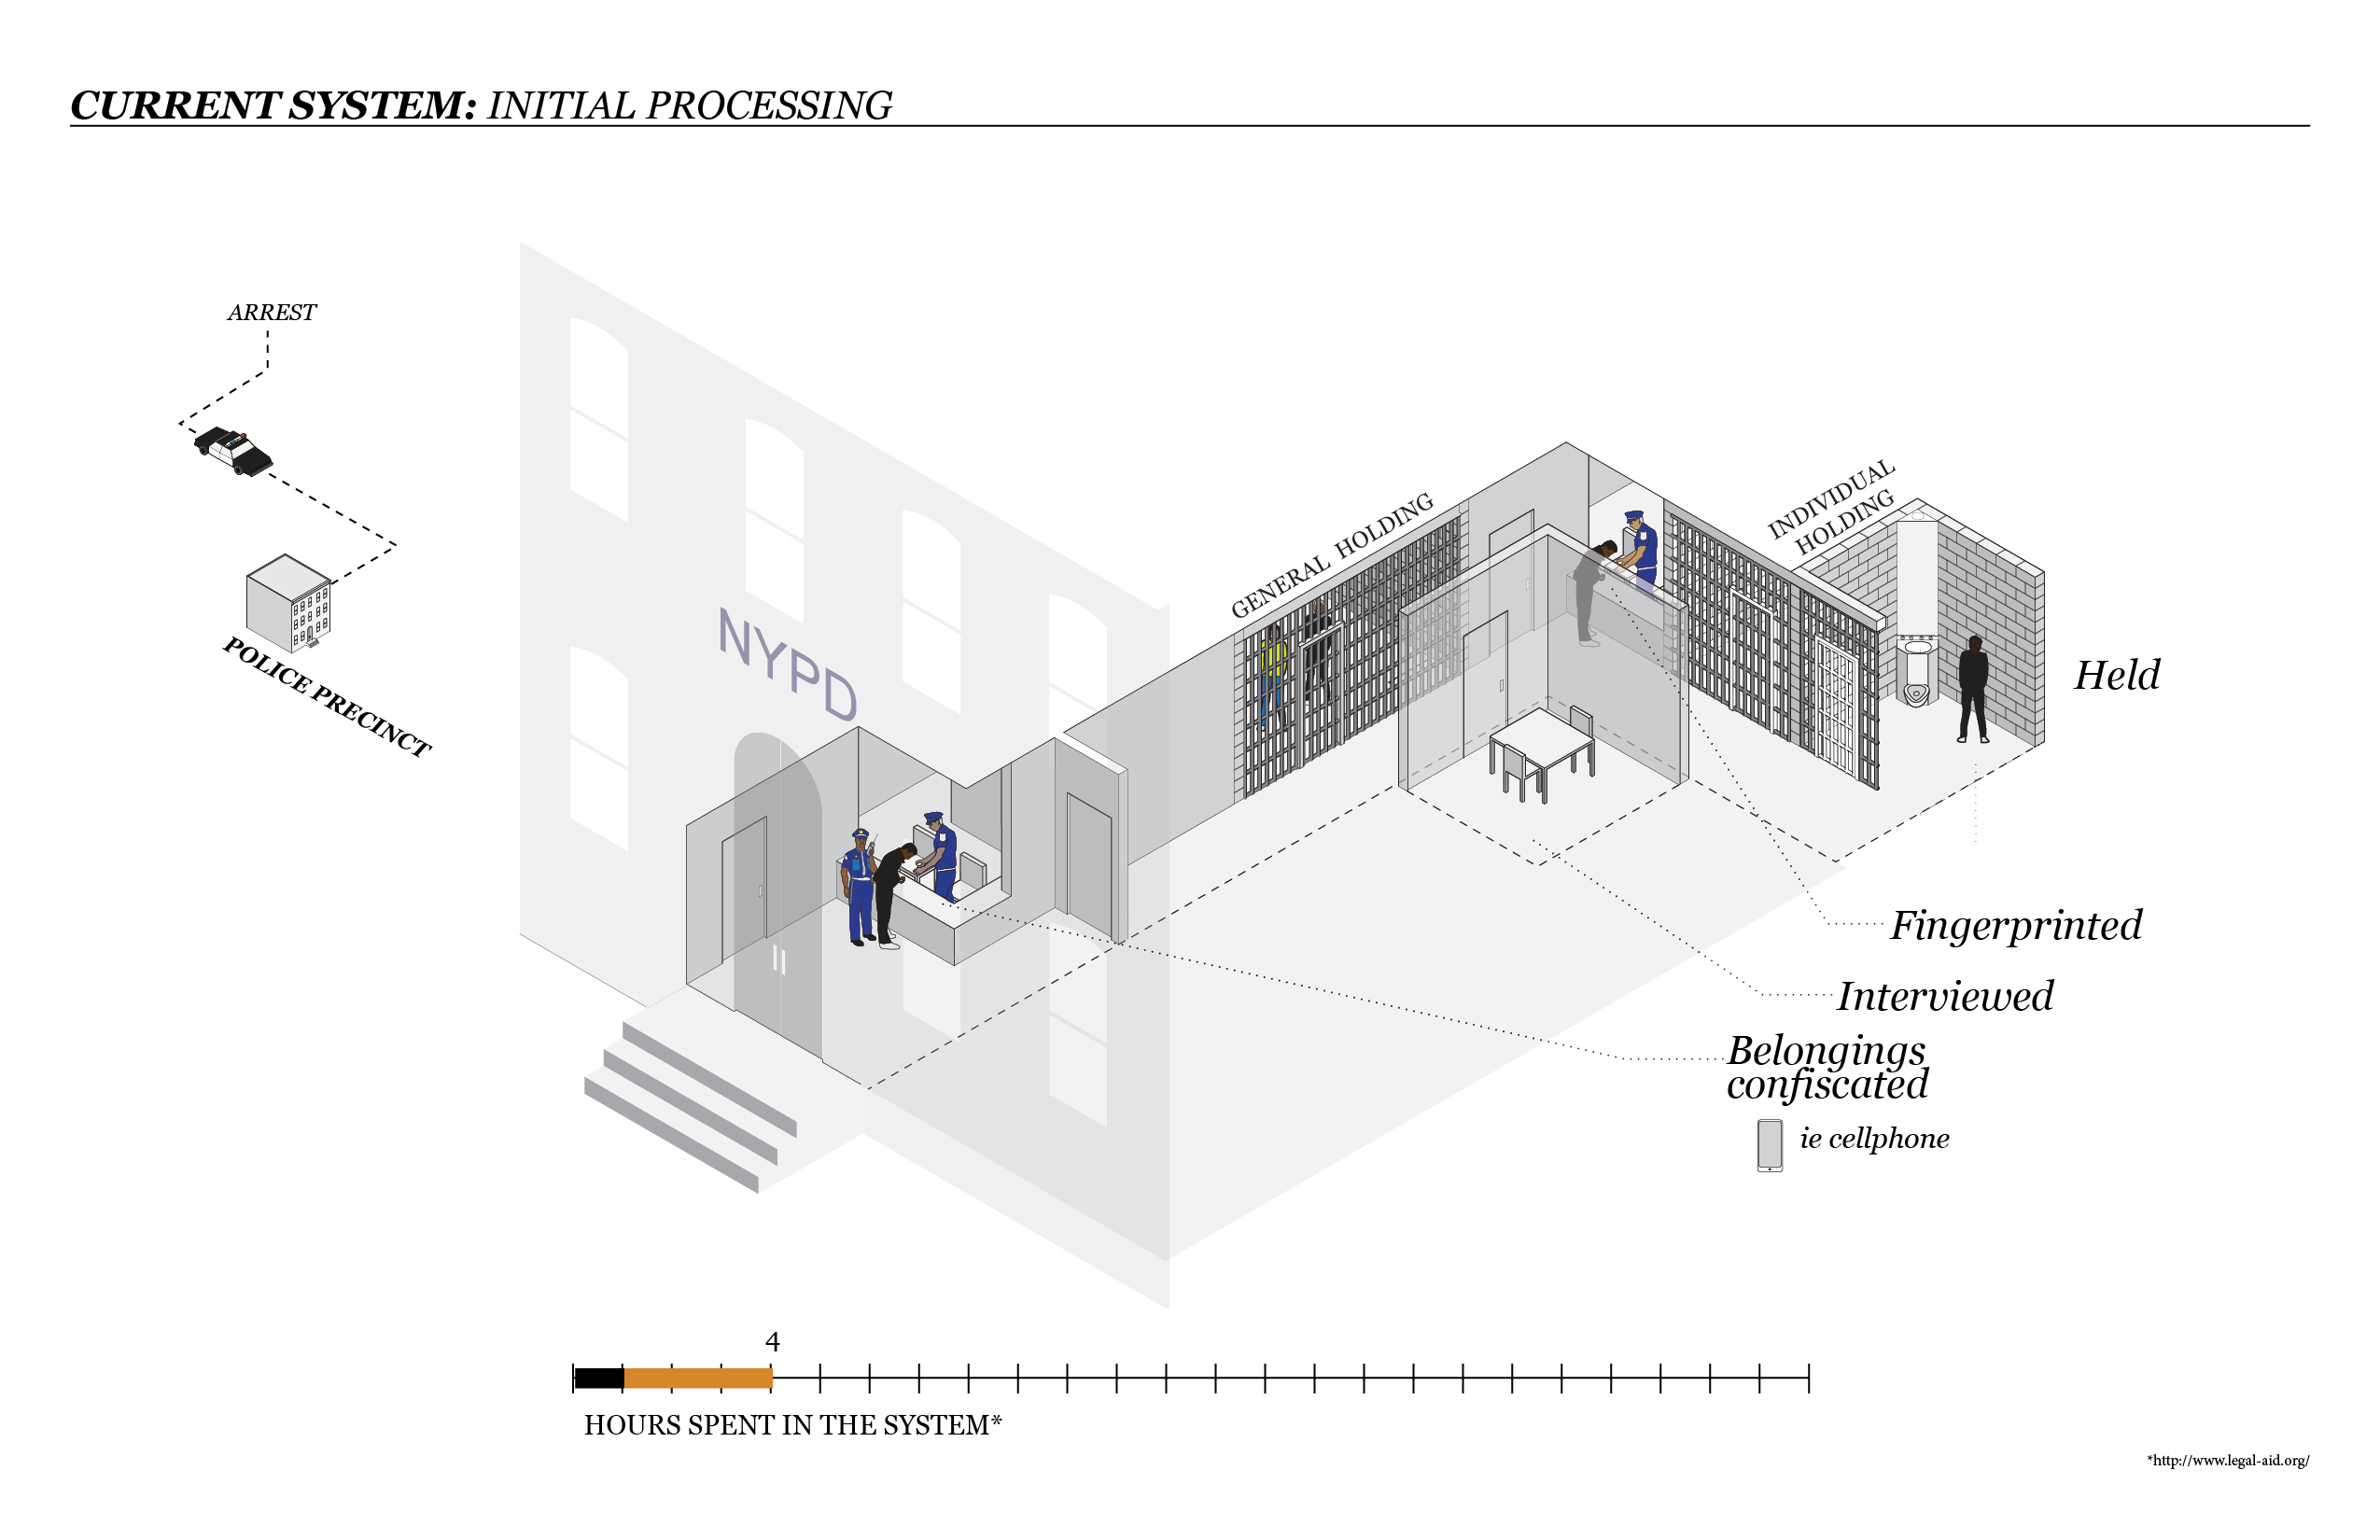 CURRENT SYSTEM: INITIAL PROCESSING
ARREST
POLICE PRECINCT
NYPD
GENERAL HOLDING
INDIVIDUAL
HOLDING
Held
Fingerprinted
Interviewed
Belongings
confiscated
ie cellphone
4
HOURS SPENT IN THE SYSTEM*
*http://www.legal-aid.org/